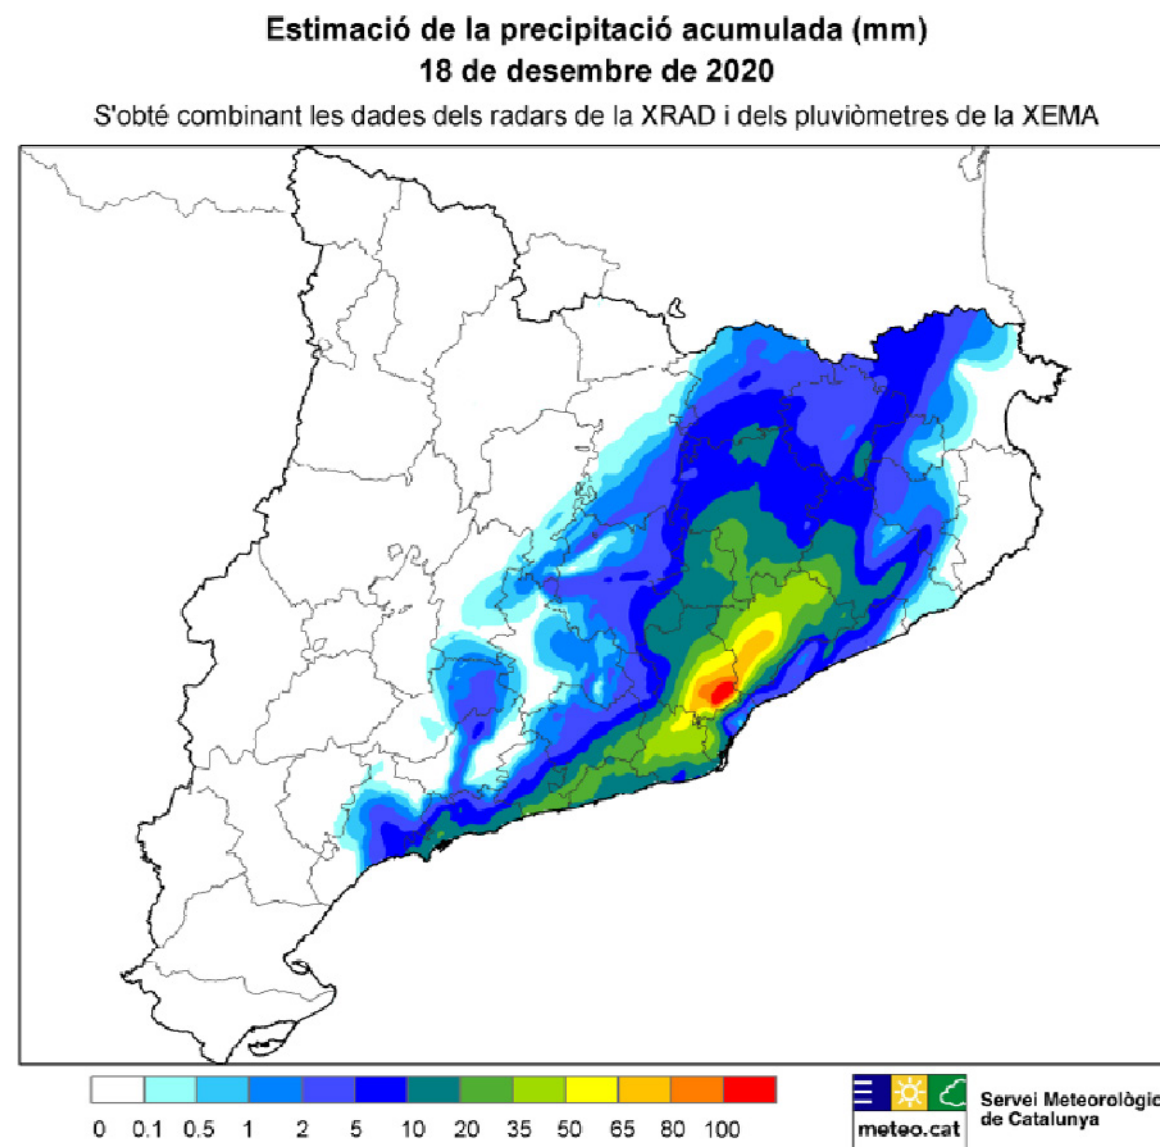 Estimació de la precipitació acumulada (mm)
18 de desembre de 2020
S'obté combinant les dades dels radars de la XRAD i dels pluviòmetres de la XEMA
0 0.1 0.5 1 2 5 10 20 35 50 65 80 100
meteo.cat
Servei Meteorològic
de Catalunya